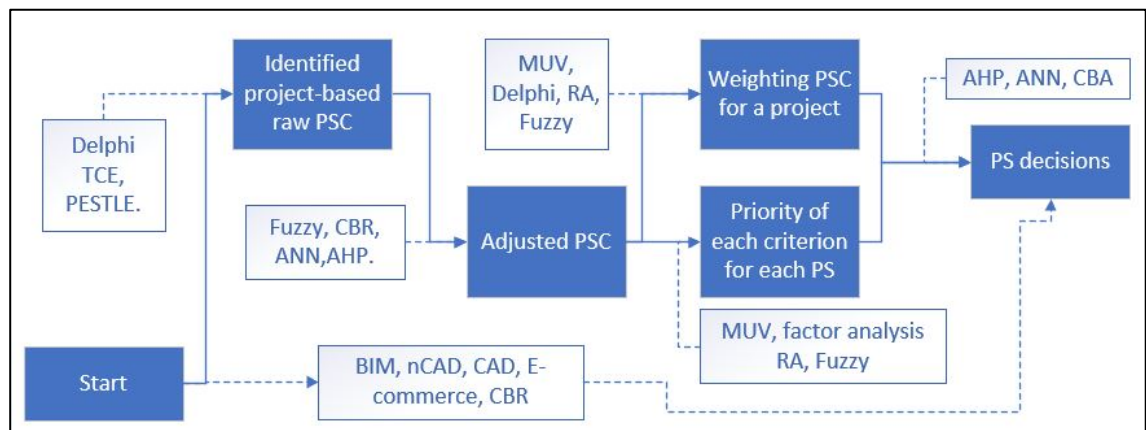 Identified
project-based
raw PSC
MUV,
Delphi, RA,
Fuzzy
Weighting PSC
for a project
AHP, ANN, CBA
Delphi
TCE,
PESTLE.
PS decisions
Fuzzy, CBR,
ANN,AHP.
Adjusted PSC
Priority of
each criterion
for each PS
MUV, factor analysis
RA, Fuzzy
Start
BIM, nCAD, CAD, E-
commerce, CBR